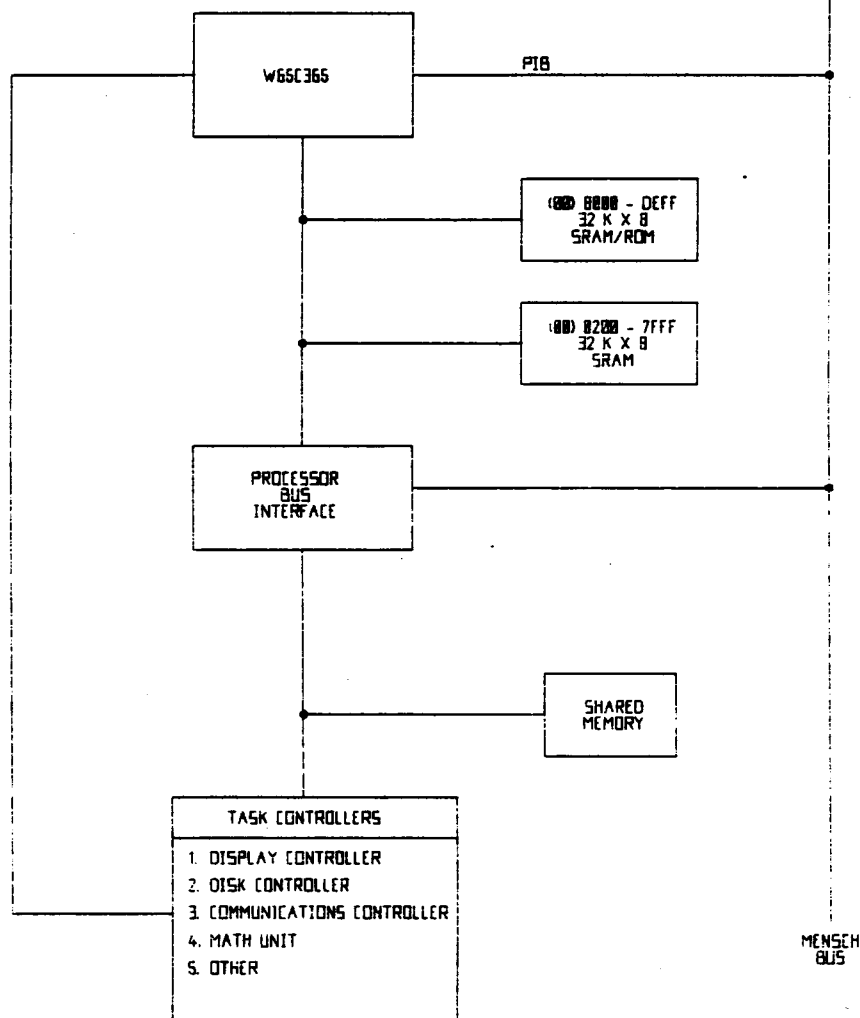 W65C365
PIB
(00) 8000 - DEFF
32 K X 8
SRAM/ROM
(00) 0200 - 7FFF
32 K X 8
SRAM
PROCESSOR
BUS
INTERFACE
SHARED
MEMORY
TASK CONTROLLERS
1. DISPLAY CONTROLLER
2. DISK CONTROLLER
3. COMMUNICATIONS CONTROLLER
4. MATH UNIT
5. OTHER
MENSCH
BUS